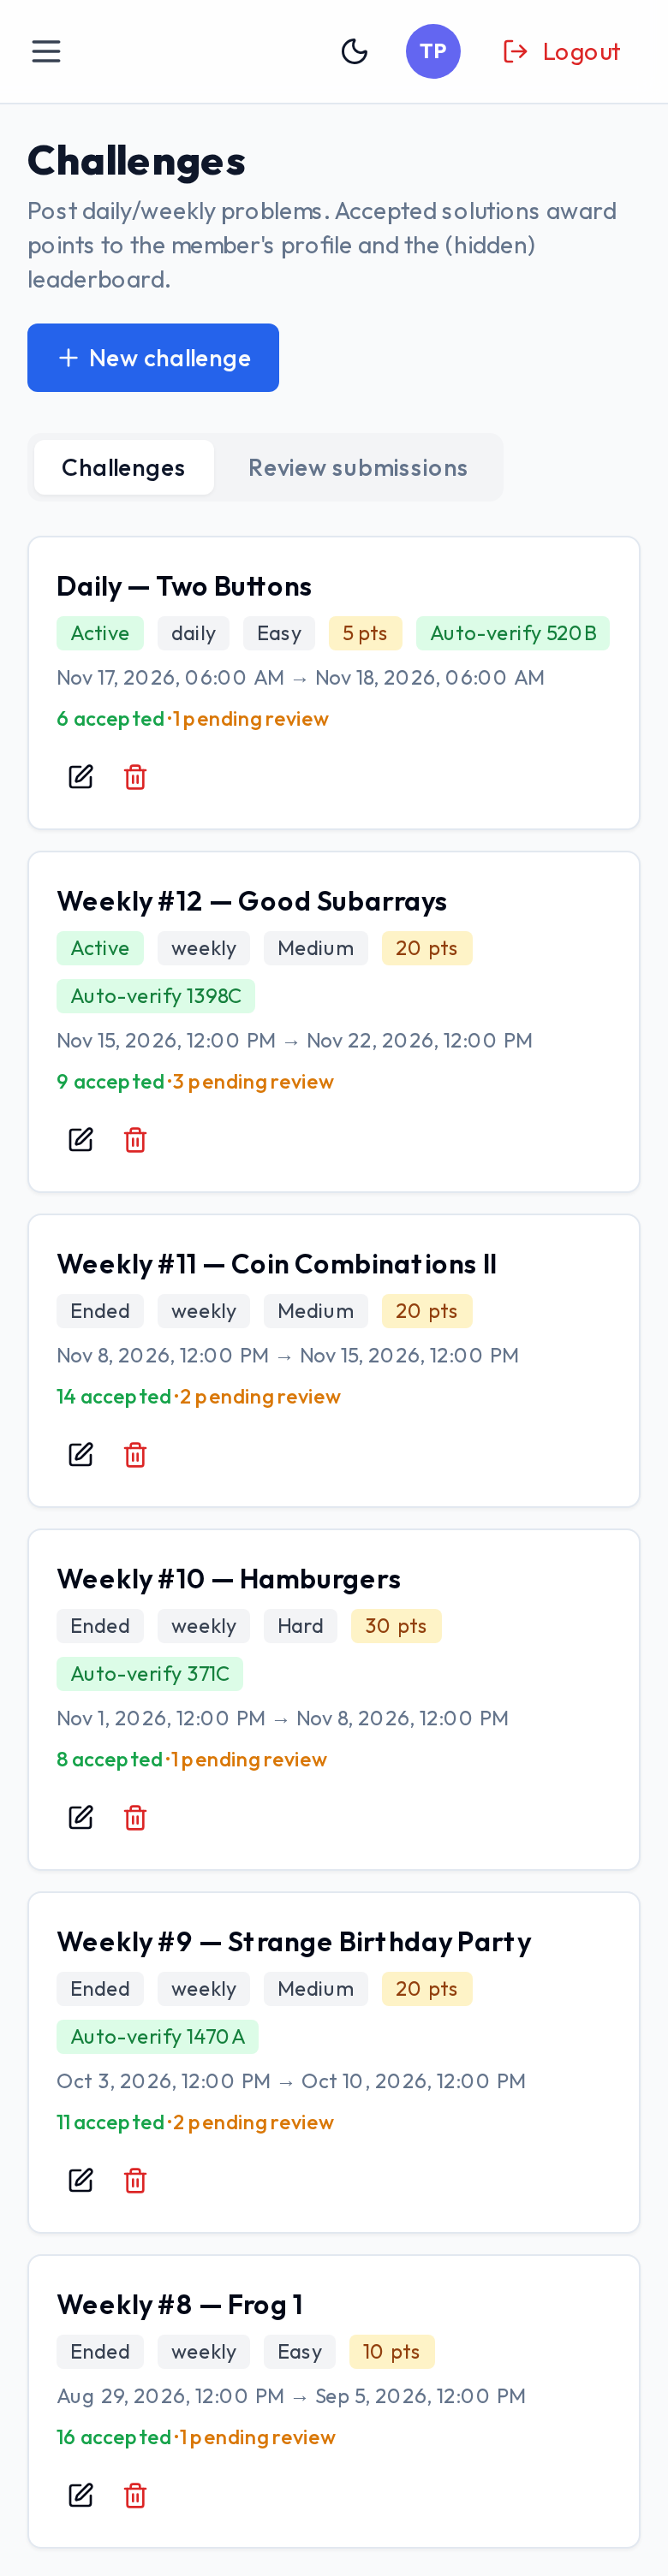 TP Logout
Challenges
Post daily/weekly problems. Accepted solutions award
points to the member's profile and the (hidden)
leaderboard.
+ New challenge
Challenges Review submissions
Daily — Two Buttons
Active daily Easy 5 pts Auto-verify 520B
Nov 17, 2026, 06:00 AM → Nov 18, 2026, 06:00 AM
6 accepted·1 pending review
Weekly #12 — Good Subarrays
Active weekly Medium 20 pts
Auto-verify 1398C
Nov 15, 2026, 12:00 PM → Nov 22, 2026, 12:00 PM
9 accepted·3 pending review
Weekly #11 — Coin Combinations II
Ended weekly Medium 20 pts
Nov 8, 2026, 12:00 PM → Nov 15, 2026, 12:00 PM
14 accepted·2 pending review
Weekly #10 — Hamburgers
Ended weekly Hard 30 pts
Auto-verify 371C
Nov 1, 2026, 12:00 PM → Nov 8, 2026, 12:00 PM
8 accepted·1 pending review
Weekly #9 — Strange Birthday Party
Ended weekly Medium 20 pts
Auto-verify 1470A
Oct 3, 2026, 12:00 PM → Oct 10, 2026, 12:00 PM
11 accepted·2 pending review
Weekly #8 — Frog 1
Ended weekly Easy 10 pts
Aug 29, 2026, 12:00 PM → Sep 5, 2026, 12:00 PM
16 accepted·1 pending review